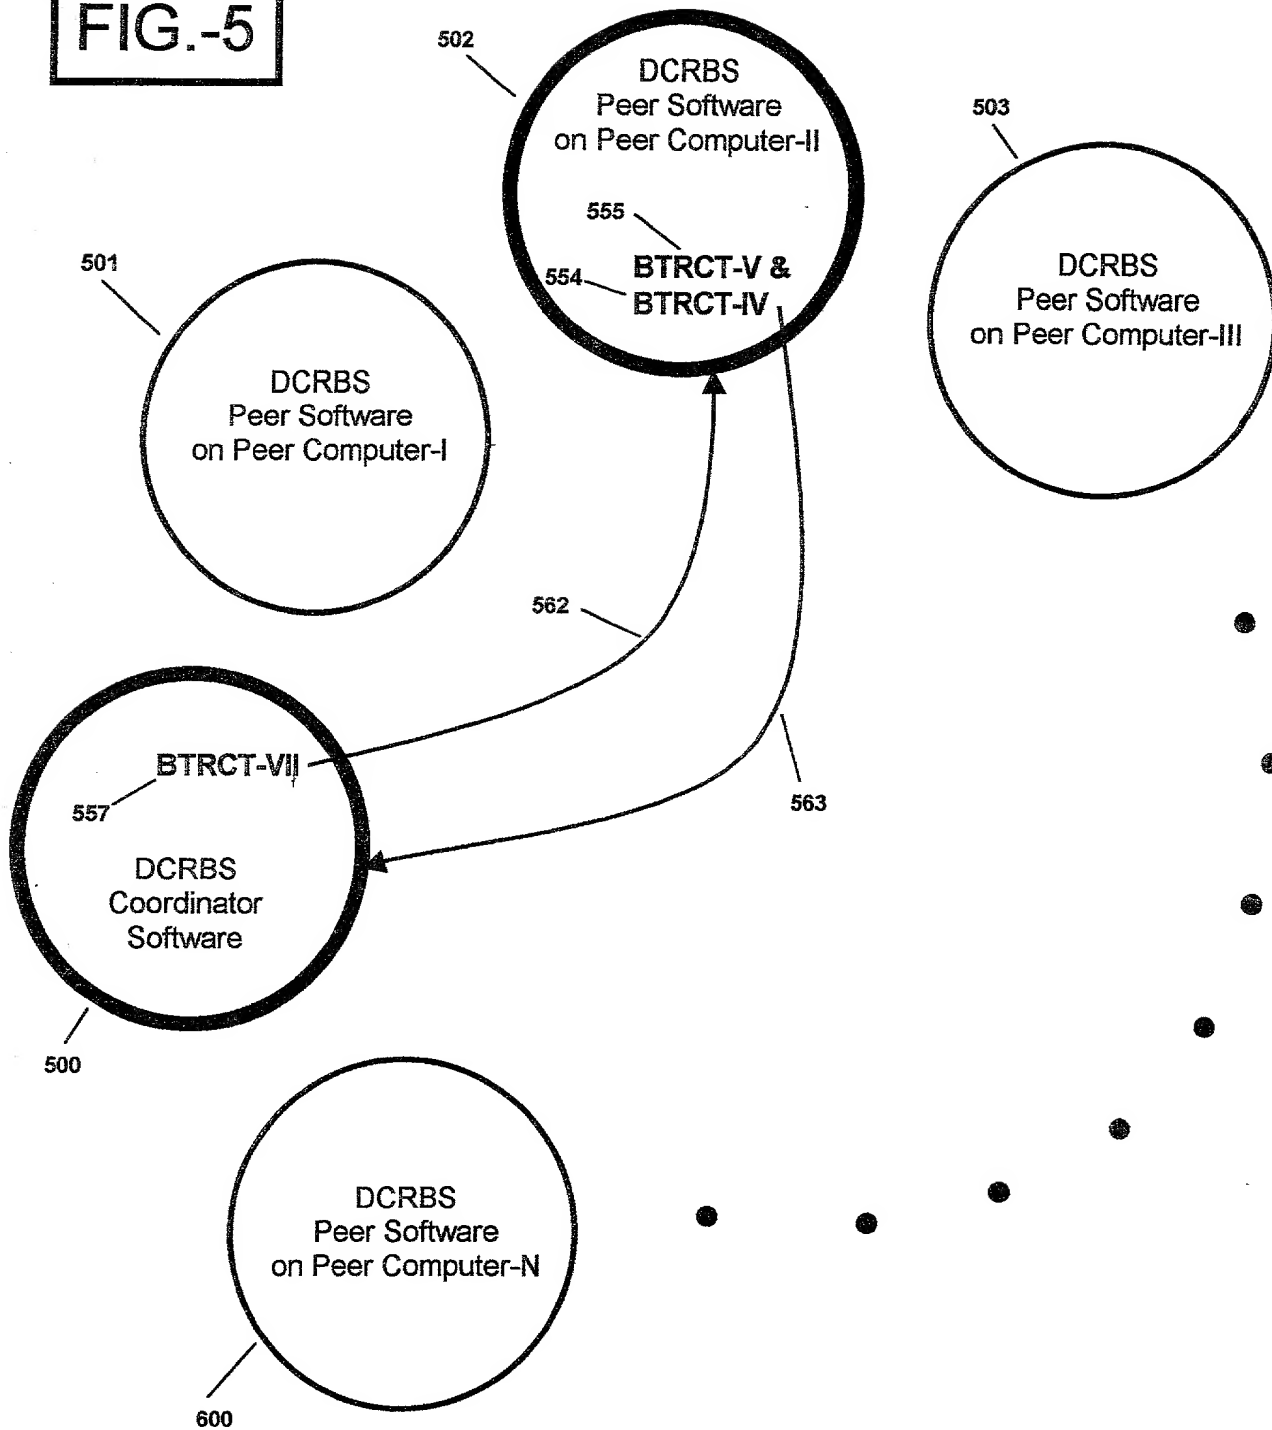 FIG.-5
502
DCRBS
Peer Software
on Peer Computer-II
555
BTRCT-V &
554
BTRCT-IV
503
DCRBS
Peer Software
on Peer Computer-III
501
DCRBS
Peer Software
on Peer Computer-I
562
563
BTRCT-VII
557
DCRBS
Coordinator
Software
500
DCRBS
Peer Software
on Peer Computer-N
600